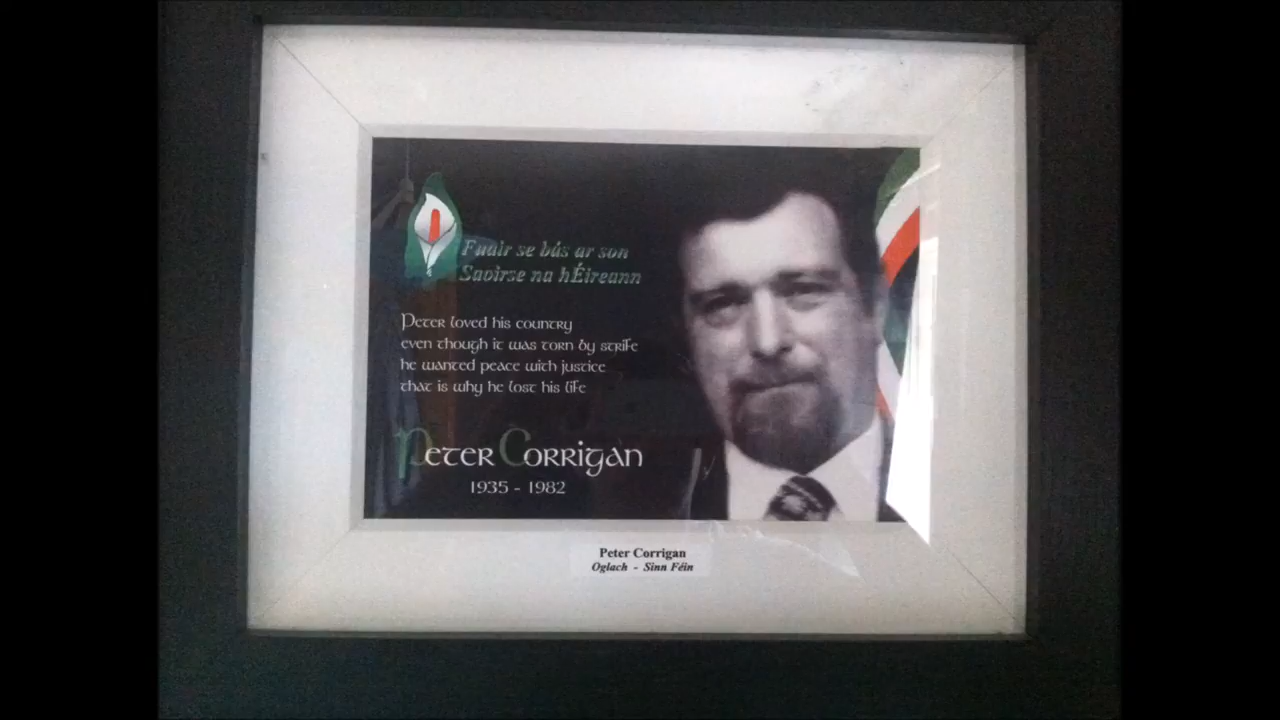 Fuair se bás ar son
Saoirse na hÉireann
Peter loved his country
even though it was torn by strife
he wanted peace with justice
that is why he lost his life
Peter Corrigan
1935 - 1982
Peter Corrigan
Oglach - Sinn Féin